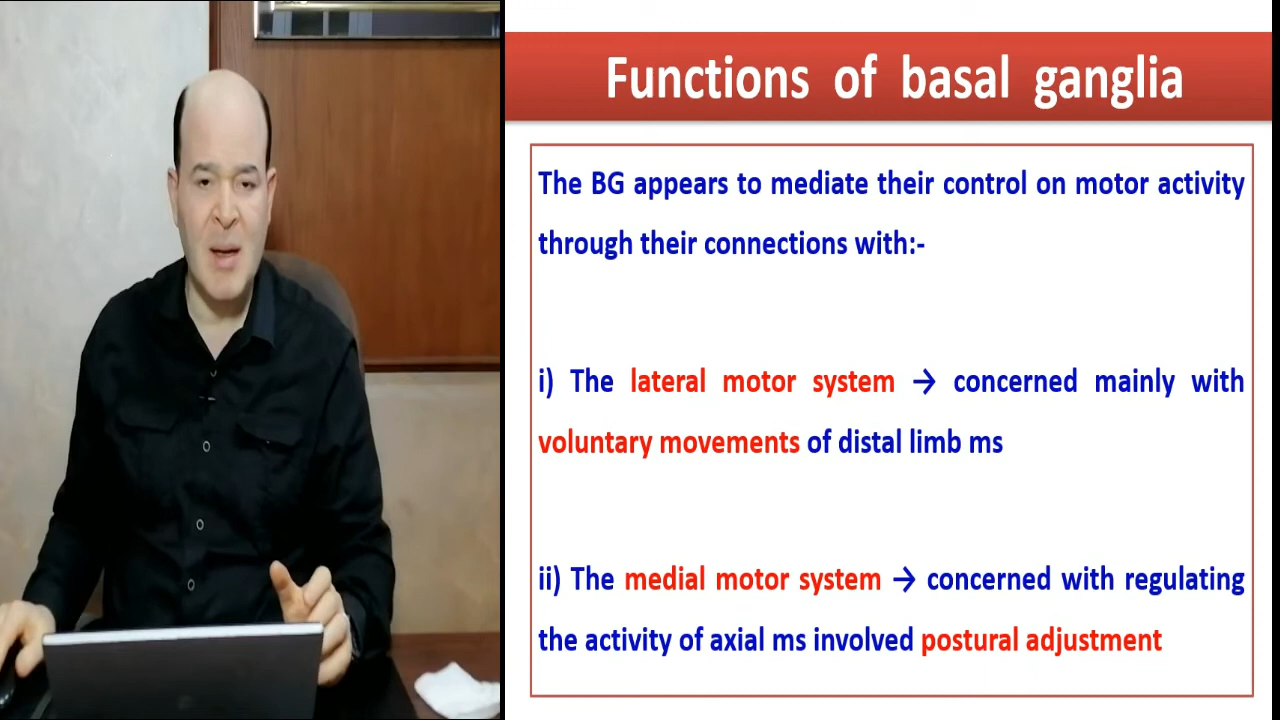 Functions of basal ganglia
The BG appears to mediate their control on motor activity
through their connections with:-
i) The lateral motor system → concerned mainly with
voluntary movements of distal limb ms
ii) The medial motor system → concerned with regulating
the activity of axial ms involved postural adjustment